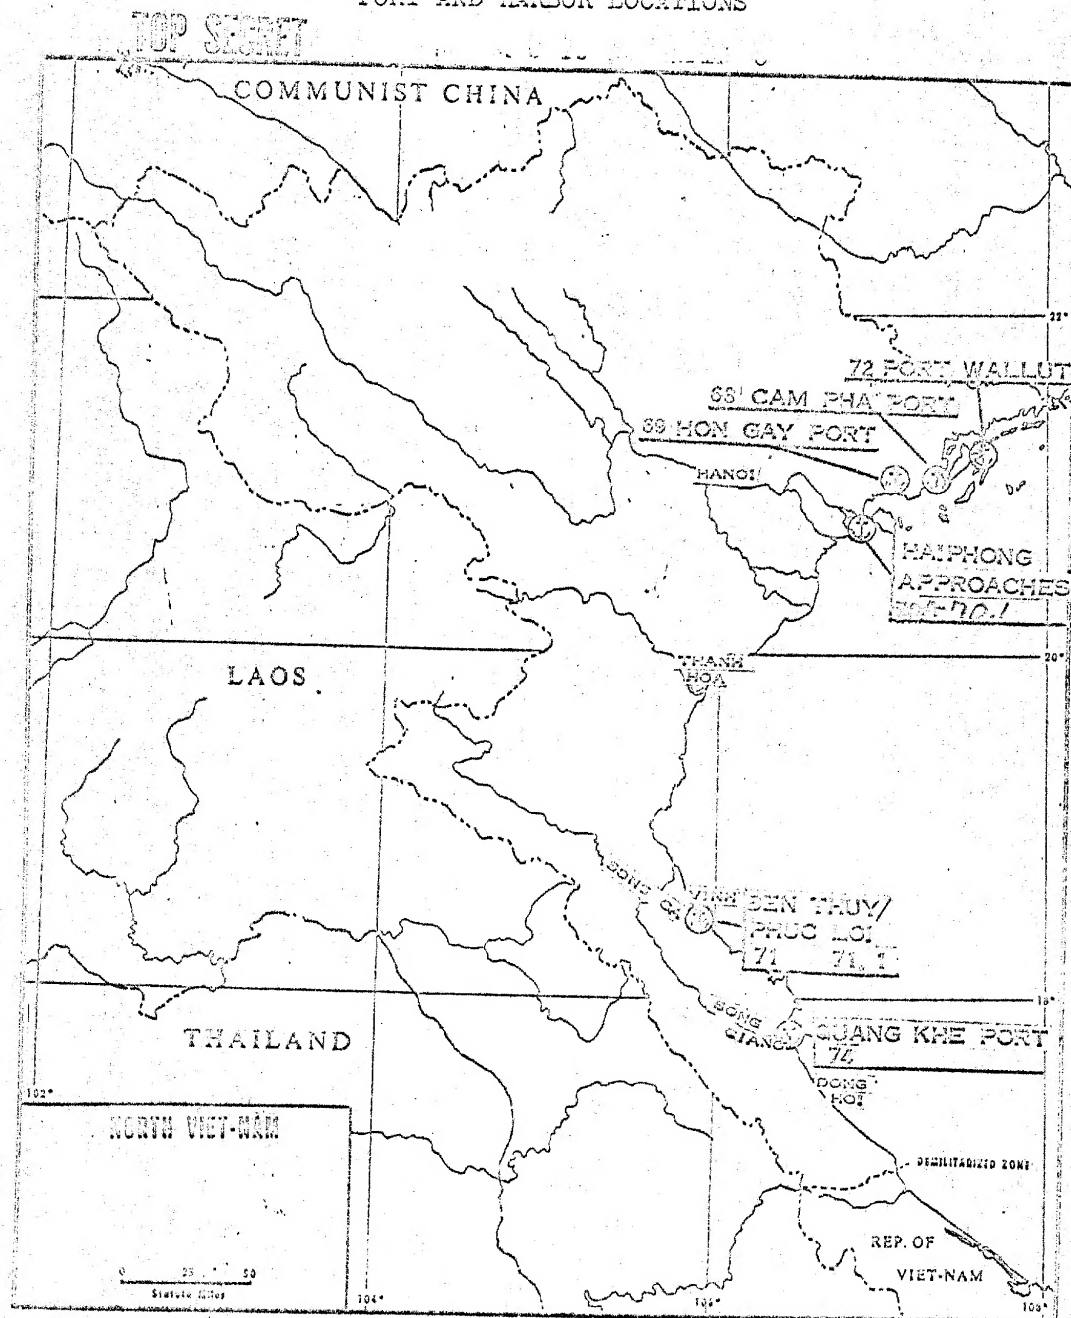 PORT AND HARBOR LOCATIONS
TOP SECRET
COMMUNIST CHINA
22°
72 PORT WALLUT
68 CAM PHA PORT
69 HON GAY PORT
HANOI
HAIPHONG
APPROACHES
70.1
20°
THANH
HOA
LAOS
SONG
CA
VINH
BEN THUY/
PHUC LOI
71 71.1
18°
SONG
GIANG
QUANG KHE PORT
74
THAILAND
DONG
HOI
102°
NORTH VIET-NAM
DEMILITARIZED ZONE
REP. OF
VIET-NAM
0 25 50
Statute Miles
104°
106°
108°